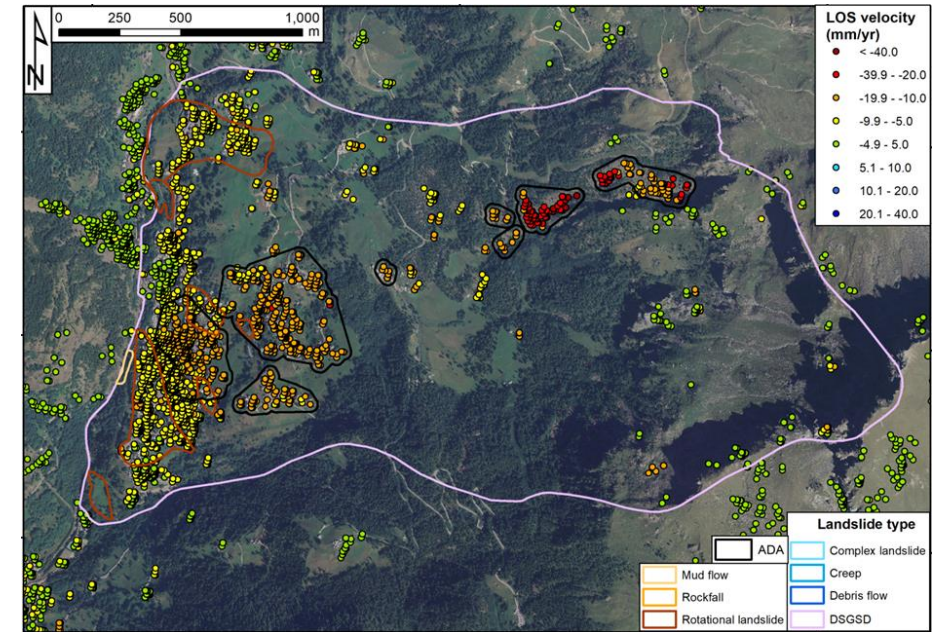 0 250 500 1,000
m
N
LOS velocity
(mm/yr)
< -40.0
-39.9 - -20.0
-19.9 - -10.0
-9.9 - -5.0
-4.9 - 5.0
5.1 - 10.0
10.1 - 20.0
20.1 - 40.0
Landslide type
ADA
Complex landslide
Mud flow
Creep
Rockfall
Debris flow
Rotational landslide
DSGSD